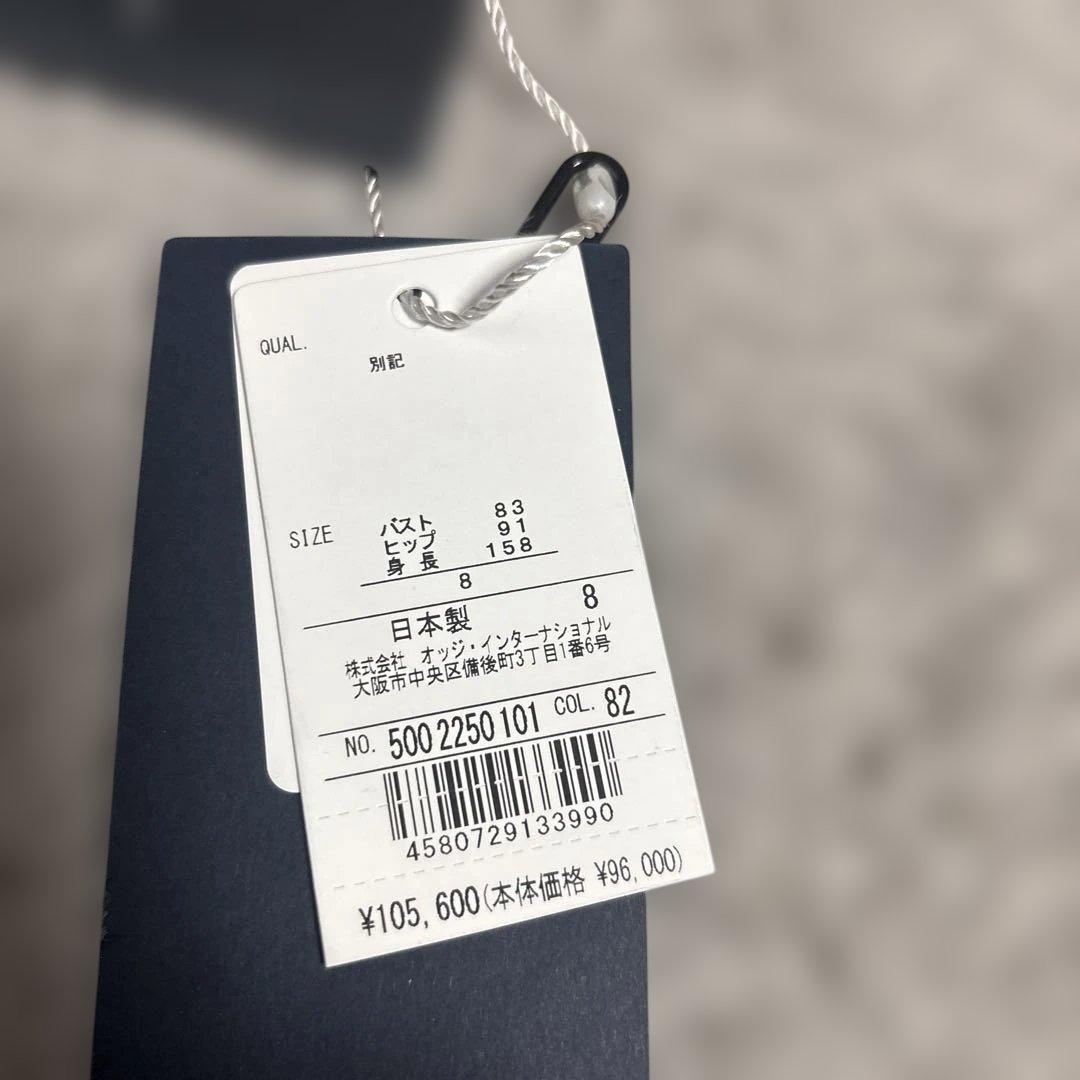 QUAL.
別記
SIZE
バスト 83
ヒップ 91
身 長 158
8
日本製 8
株式会社 オッジ・インターナショナル
大阪市中央区備後町3丁目1番6号
NO. 500 2250 101 COL. 82
4580729133990
¥105,600(本体価格 ¥96,000)